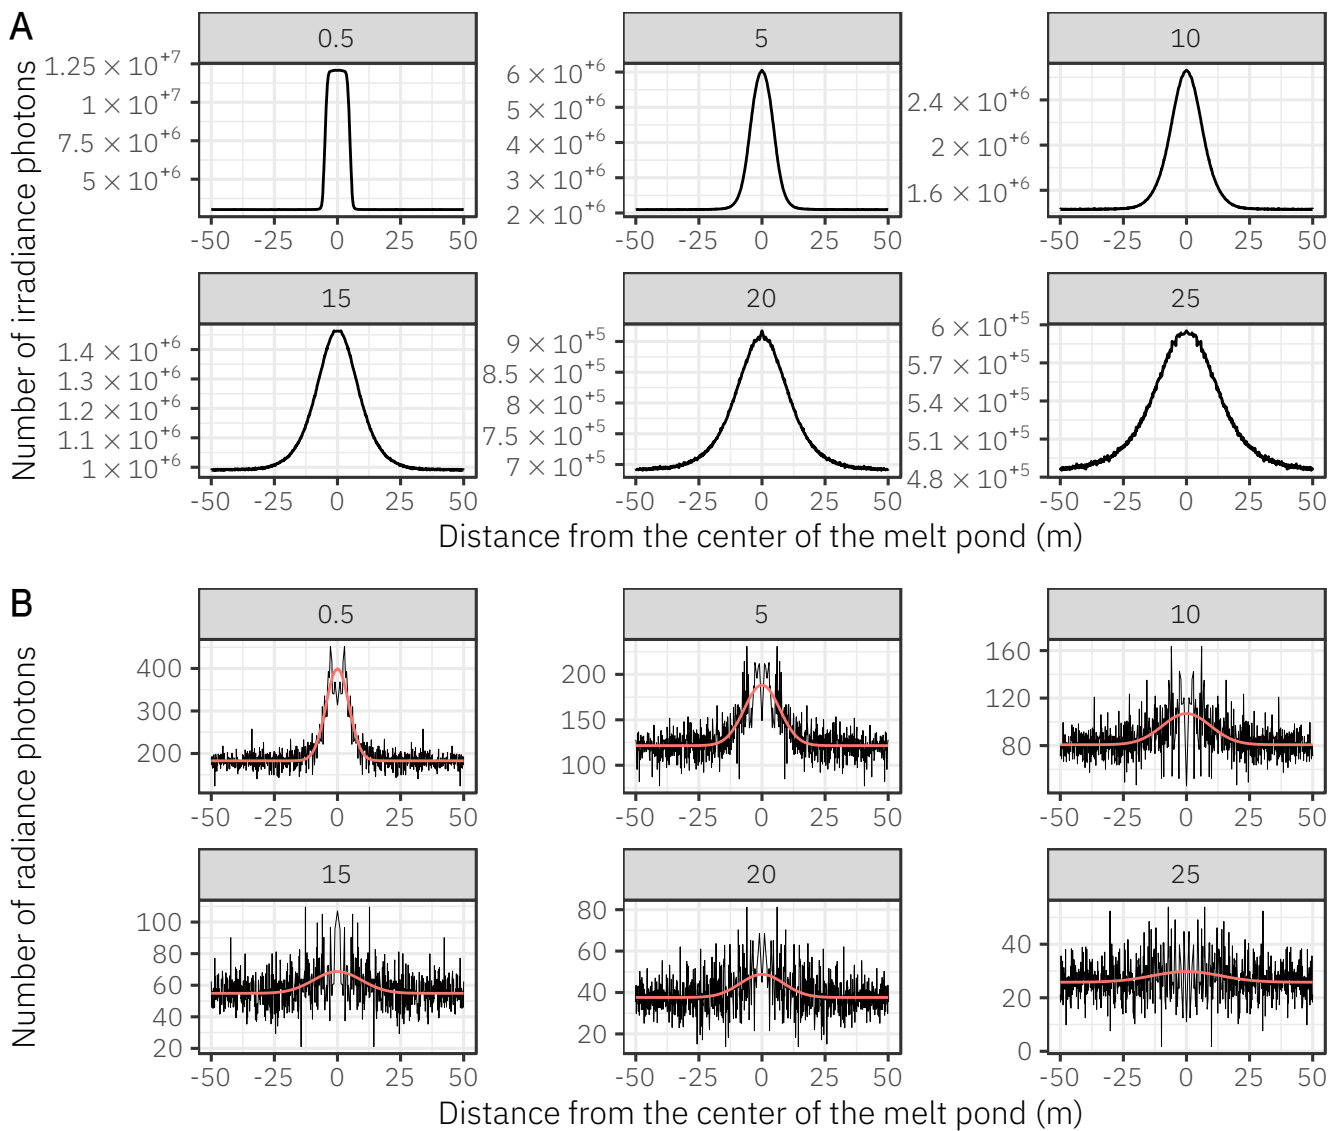 A
Number of irradiance photons
0.5
5
10
1.25 × 10⁺⁷
1 × 10⁺⁷
7.5 × 10⁺⁶
5 × 10⁺⁶
6 × 10⁺⁶
5 × 10⁺⁶
4 × 10⁺⁶
3 × 10⁺⁶
2 × 10⁺⁶
2.4 × 10⁺⁶
2 × 10⁺⁶
1.6 × 10⁺⁶
-50 -25 0 25 50
-50 -25 0 25 50
-50 -25 0 25 50
15
20
25
1.4 × 10⁺⁶
1.3 × 10⁺⁶
1.2 × 10⁺⁶
1.1 × 10⁺⁶
1 × 10⁺⁶
9 × 10⁺⁵
8.5 × 10⁺⁵
8 × 10⁺⁵
7.5 × 10⁺⁵
7 × 10⁺⁵
6 × 10⁺⁵
5.7 × 10⁺⁵
5.4 × 10⁺⁵
5.1 × 10⁺⁵
4.8 × 10⁺⁵
-50 -25 0 25 50
-50 -25 0 25 50
-50 -25 0 25 50
Distance from the center of the melt pond (m)
B
Number of radiance photons
0.5
5
10
400
300
200
200
150
100
160
120
80
-50 -25 0 25 50
-50 -25 0 25 50
-50 -25 0 25 50
15
20
25
100
80
60
40
20
80
60
40
20
40
20
0
-50 -25 0 25 50
-50 -25 0 25 50
-50 -25 0 25 50
Distance from the center of the melt pond (m)